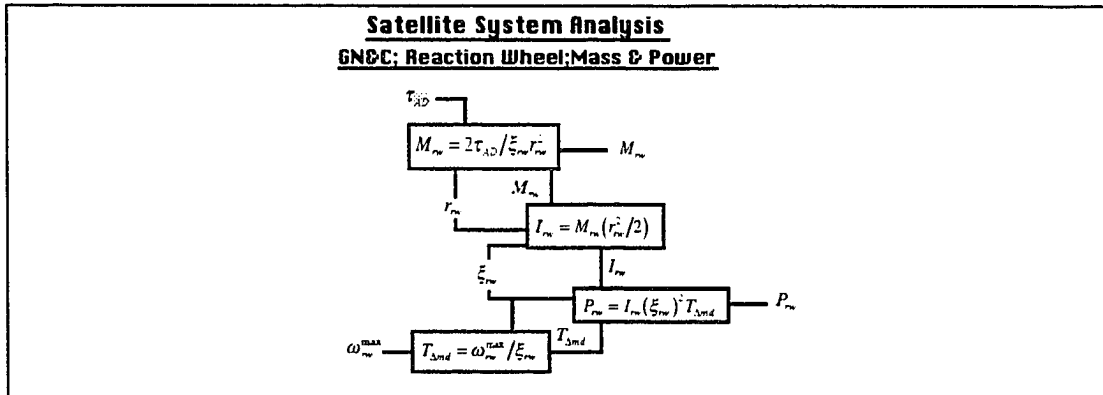 Satellite System Analysis
GN&C; Reaction Wheel;Mass & Power
τ_AD
M_rw = 2τ_AD/ξ_rw r_rw^2
M_rw
M_rw
r_rw
I_rw = M_rw(r_rw^2/2)
ξ_rw
I_rw
P_rw = I_rw(ξ_rw)^2 T_Δmd
P_rw
ω_rw^max
T_Δmd = ω_rw^max/ξ_rw
T_Δmd